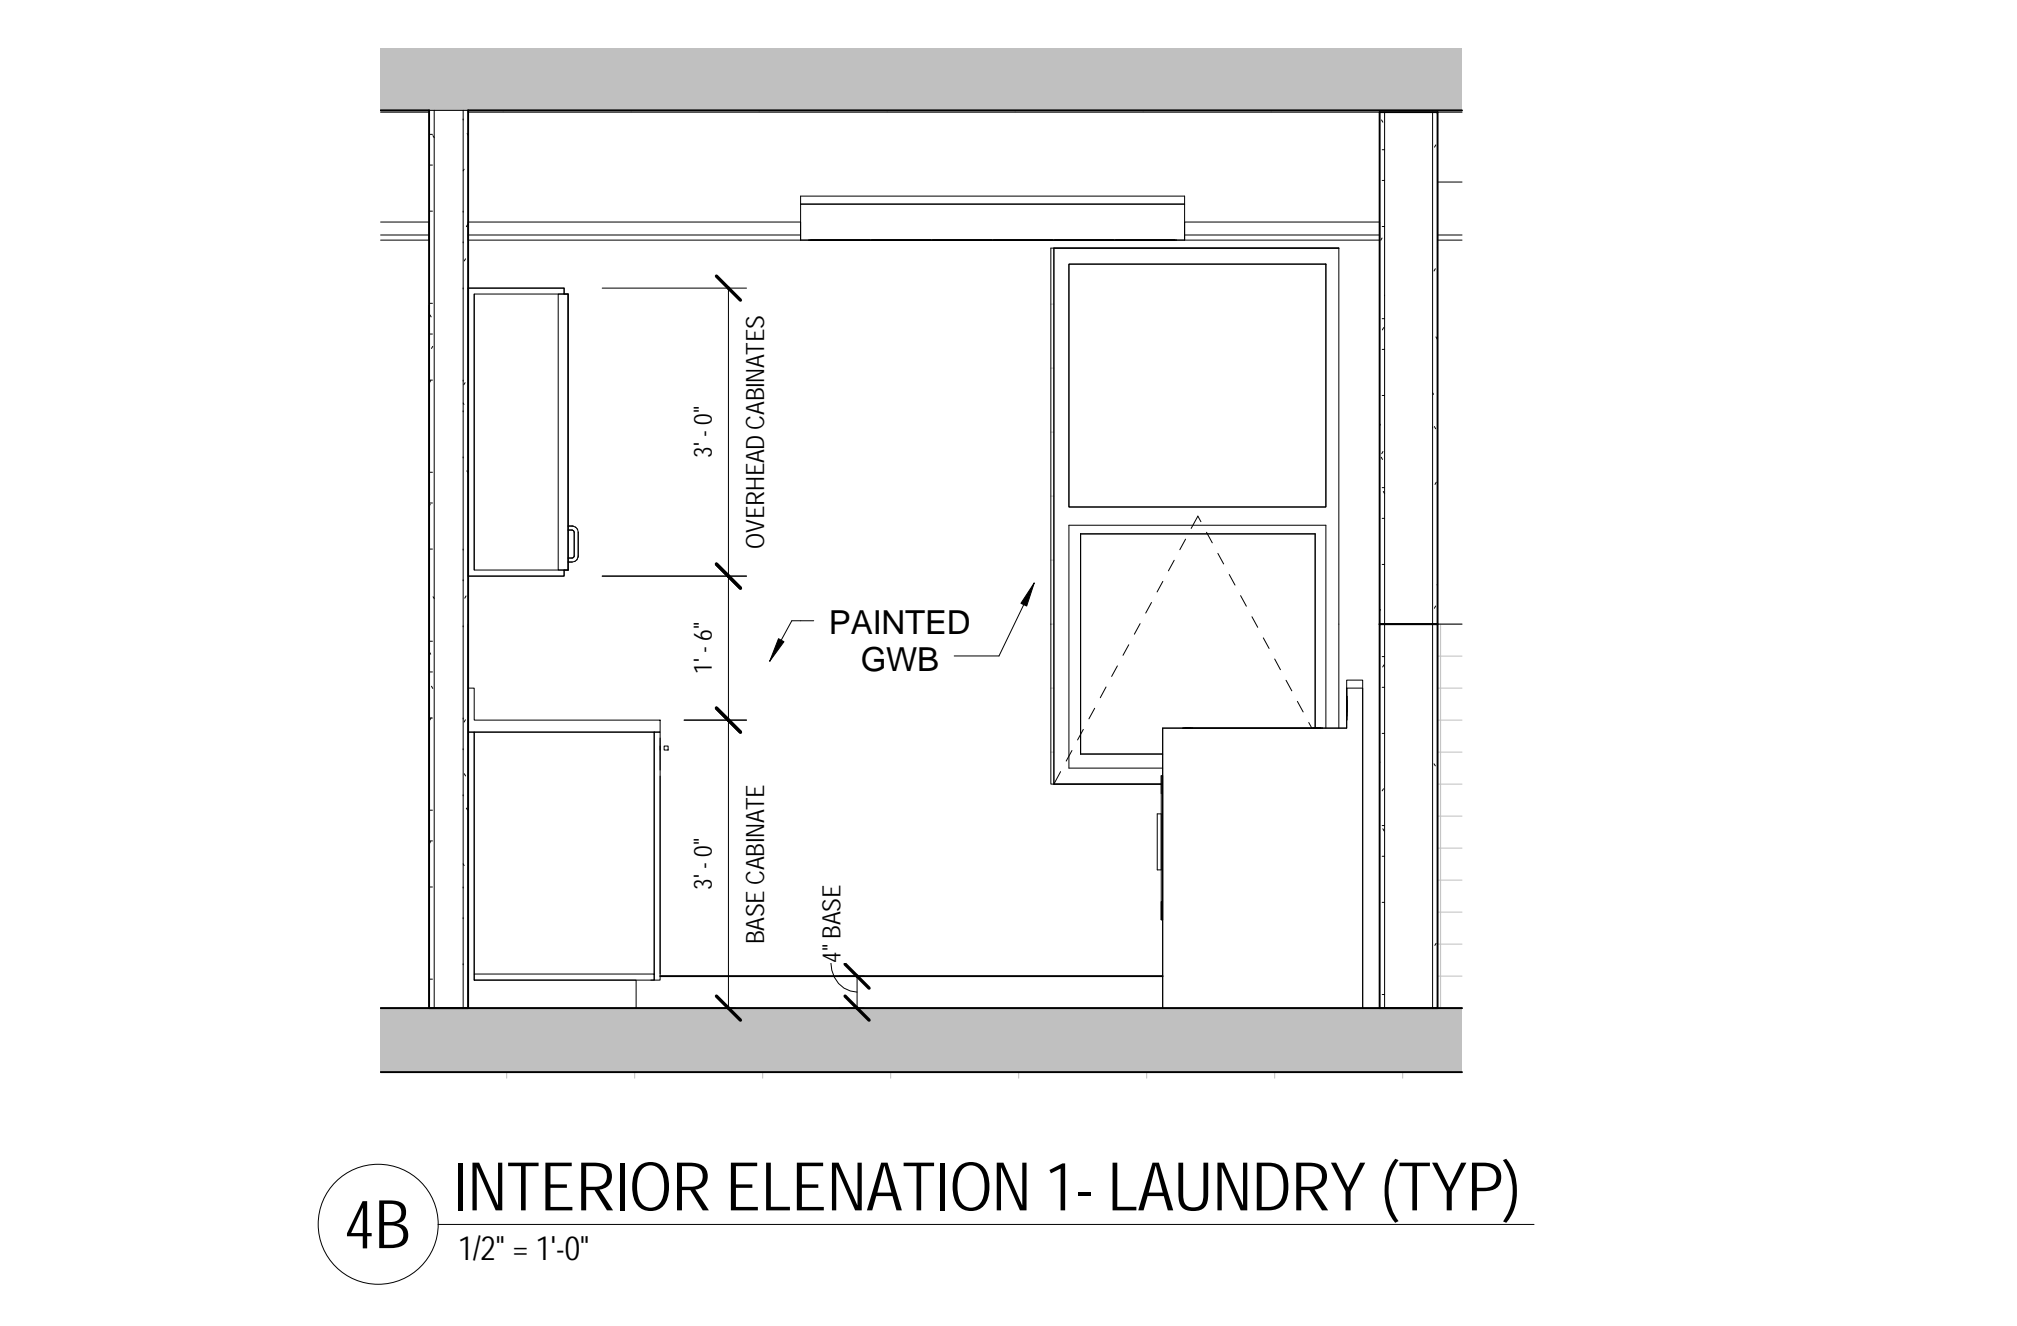 3' - 0"
OVERHEAD CABINATES
1' - 6"
PAINTED
GWB
3' - 0"
BASE CABINATE
4" BASE
4B
INTERIOR ELENATION 1- LAUNDRY (TYP)
1/2" = 1'-0"